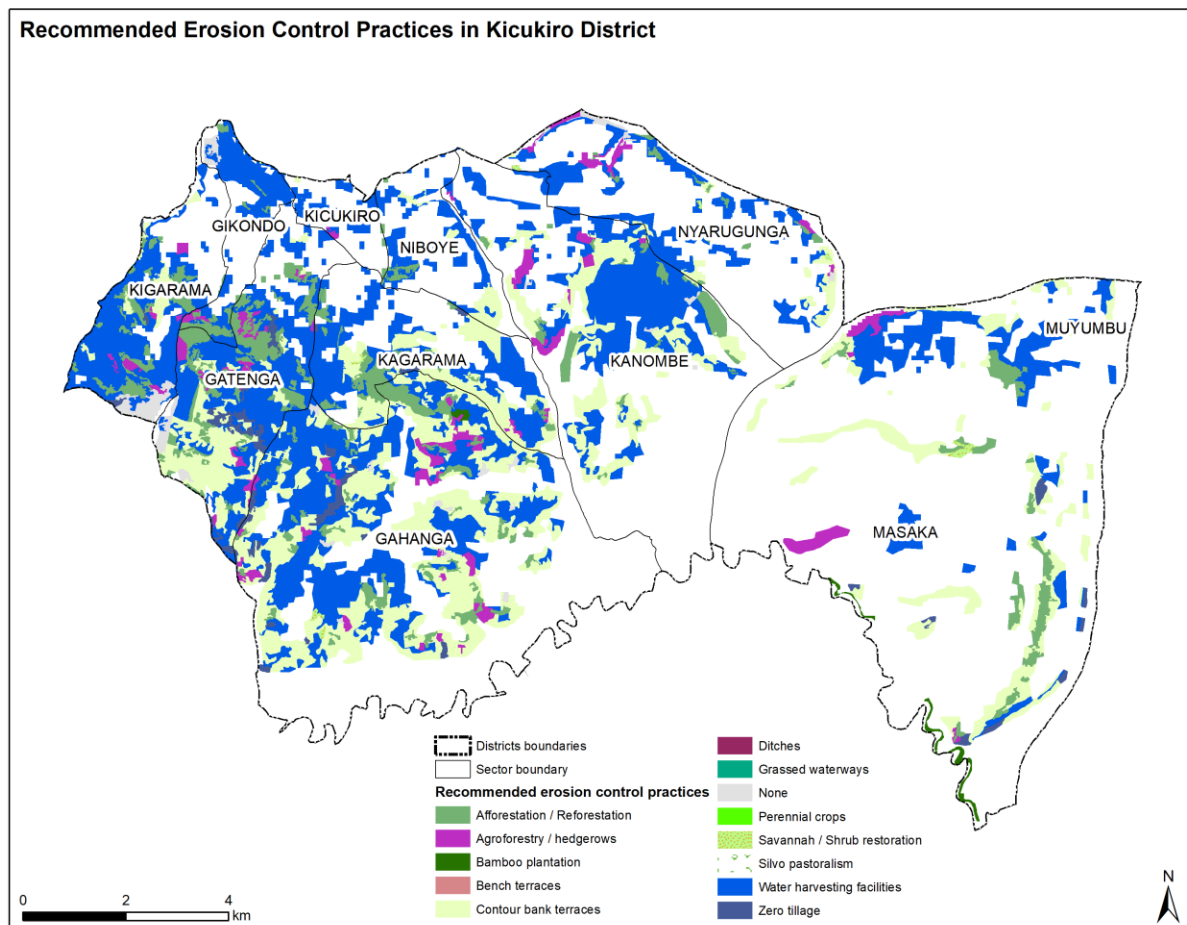 Recommended Erosion Control Practices in Kicukiro District
GIKONDO
KICUKIRO
NIBOYE
NYARUGUNGA
KIGARAMA
MUYUMBU
KAGARAMA
KANOMBE
GATENGA
MASAKA
GAHANGA
Districts boundaries
Sector boundary
Recommended erosion control practices
Afforestation / Reforestation
Agroforestry / hedgerows
Bamboo plantation
Bench terraces
Contour bank terraces
Ditches
Grassed waterways
None
Perennial crops
Savannah / Shrub restoration
Silvo pastoralism
Water harvesting facilities
Zero tillage
0 2 4
km
N